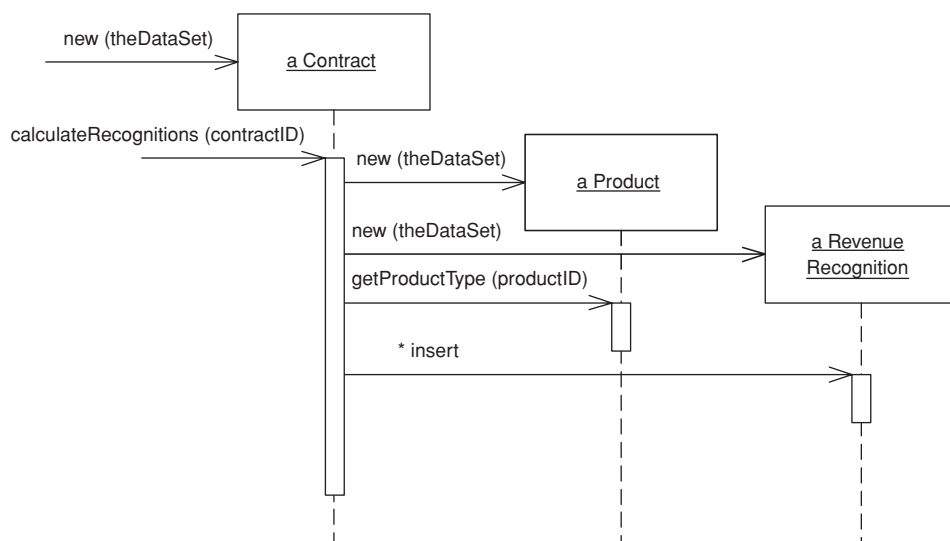 new (theDataSet)
a Contract
calculateRecognitions (contractID)
new (theDataSet)
a Product
new (theDataSet)
a Revenue
Recognition
getProductType (productID)
* insert